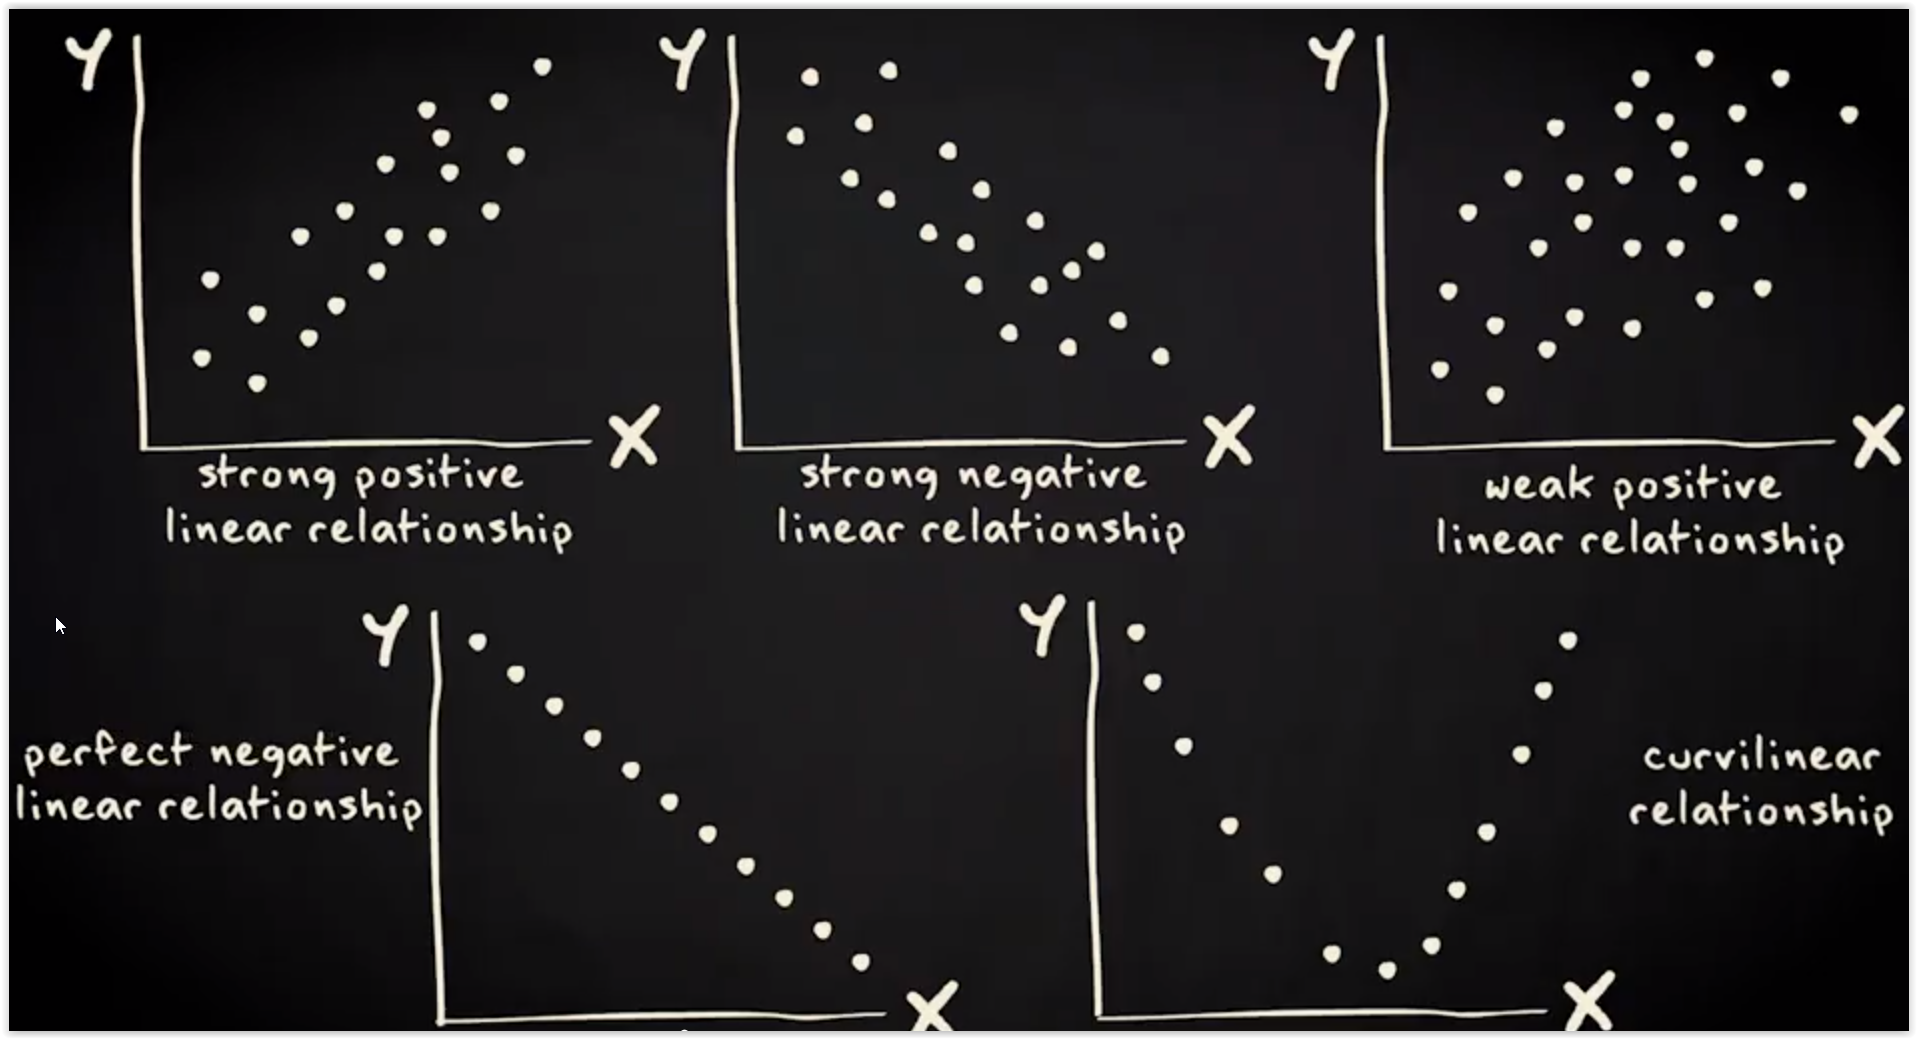 Y
Y
Y
X
X
X
strong positive
linear relationship
strong negative
linear relationship
weak positive
linear relationship
Y
Y
perfect negative
linear relationship
curvilinear
relationship
X
X